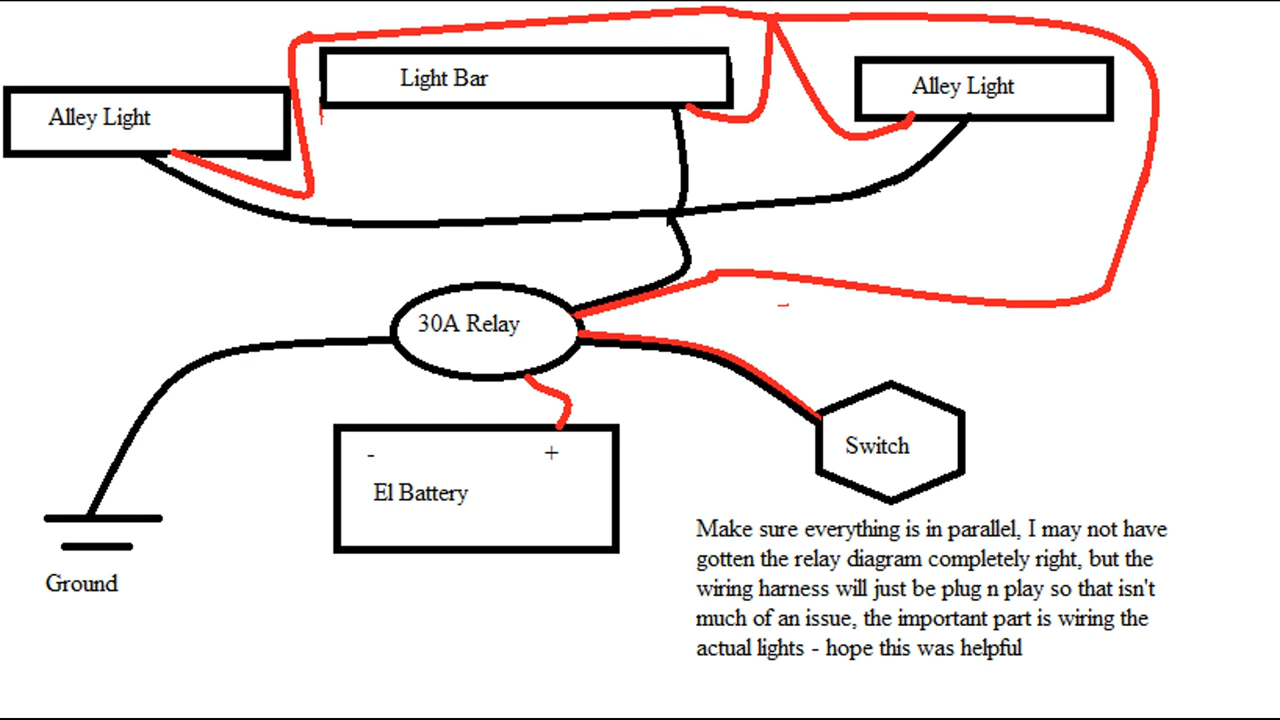 Light Bar
Alley Light
Alley Light
30A Relay
- +
El Battery
Switch
Ground
Make sure everything is in parallel, I may not have
gotten the relay diagram completely right, but the
wiring harness will just be plug n play so that isn't
much of an issue, the important part is wiring the
actual lights - hope this was helpful